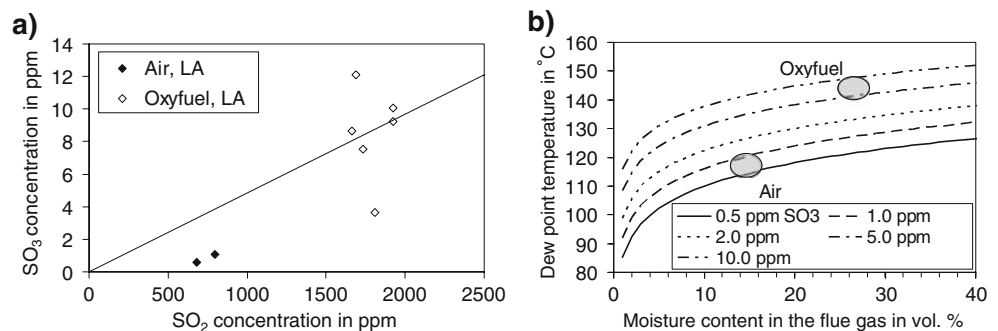 a)
SO3 concentration in ppm
14
12
10
8
6
4
2
0
Air, LA
Oxyfuel, LA
0 500 1000 1500 2000 2500
SO2 concentration in ppm
b)
Dew point temperature in °C
160
150
140
130
120
110
100
90
80
Oxyfuel
Air
0.5 ppm SO3 1.0 ppm
2.0 ppm 5.0 ppm
10.0 ppm
0 10 20 30 40
Moisture content in the flue gas in vol. %